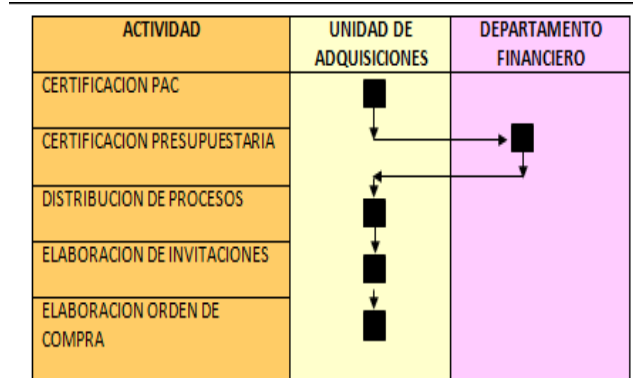 ACTIVIDAD
UNIDAD DE
ADQUISICIONES
DEPARTAMENTO
FINANCIERO
CERTIFICACION PAC
CERTIFICACION PRESUPUESTARIA
DISTRIBUCION DE PROCESOS
ELABORACION DE INVITACIONES
ELABORACION ORDEN DE
COMPRA